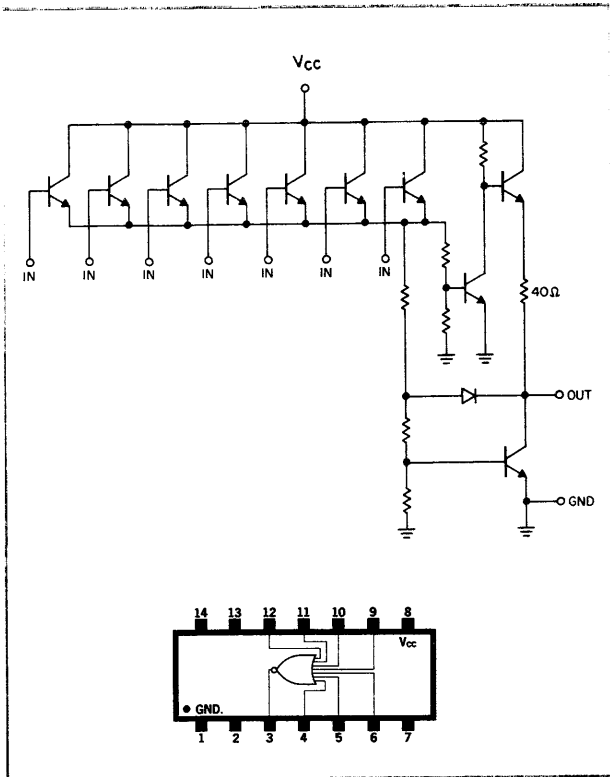 VCC
IN IN IN IN IN IN IN
40Ω
OUT
GND
14 13 12 11 10 9 8
Vcc
GND.
1 2 3 4 5 6 7